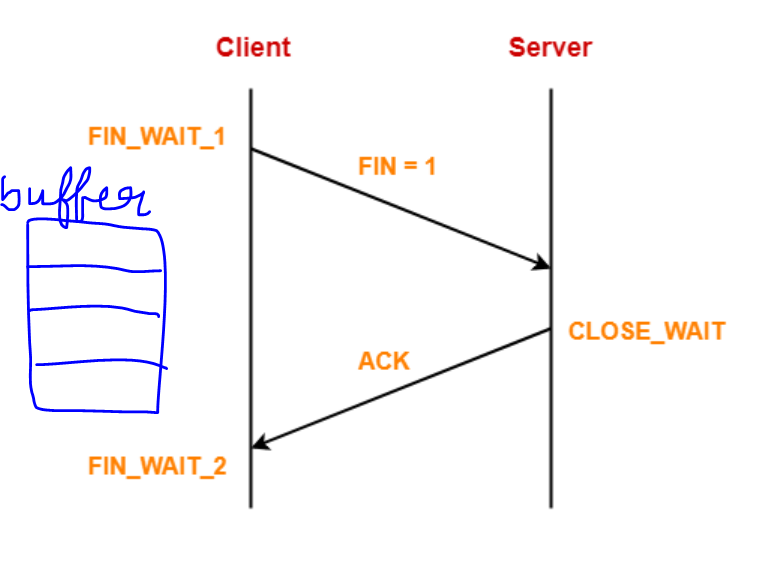 Client
Server
FIN_WAIT_1
FIN = 1
buffer
CLOSE_WAIT
ACK
FIN_WAIT_2